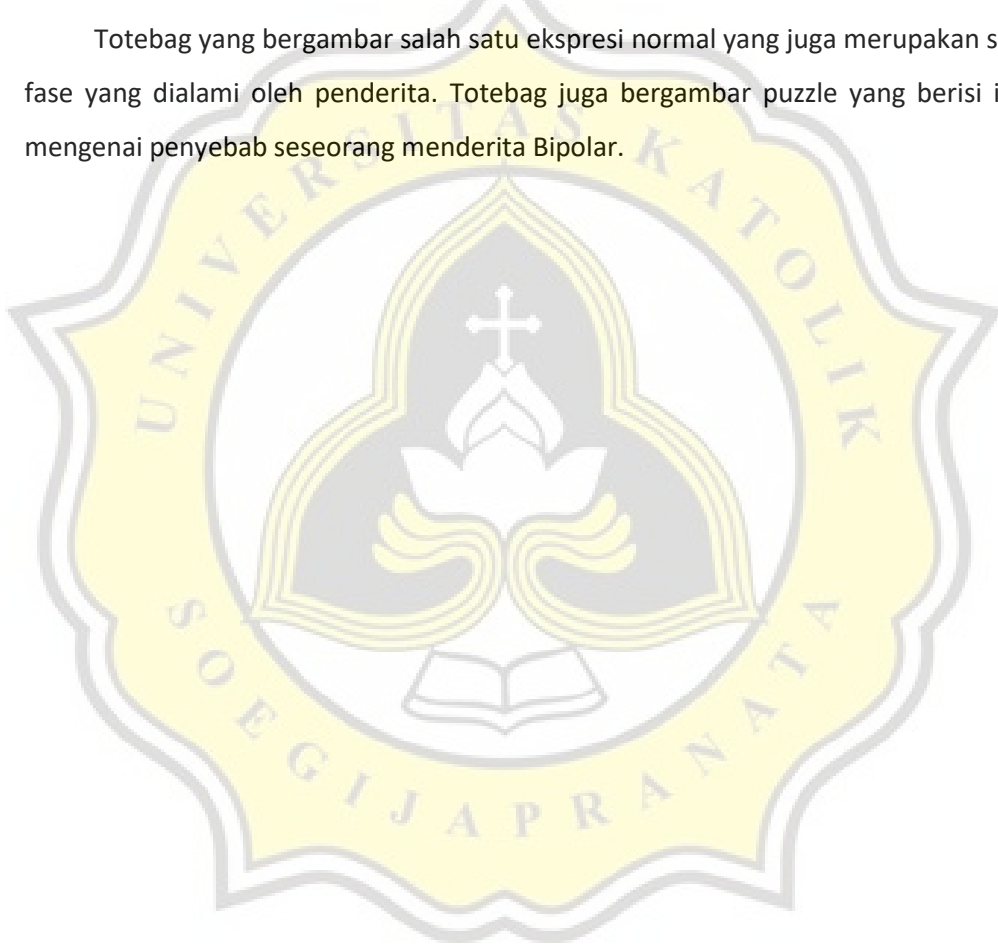 Totebag yang bergambar salah satu ekspresi normal yang juga merupakan
fase yang dialami oleh penderita. Totebag juga bergambar puzzle yang berisi
mengenai penyebab seseorang menderita Bipolar.
UNIVERSITAS KATOLIK
SOEGIJAPRANATA